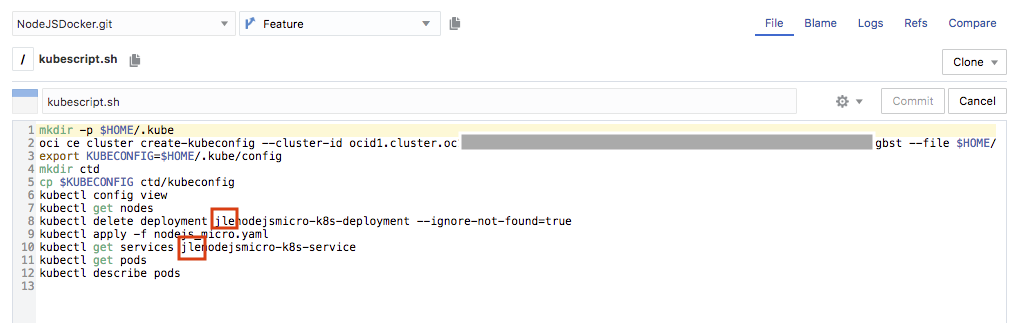 NodeJSDocker.git Feature File Blame Logs Refs Compare
/ kubescript.sh Clone
kubescript.sh Commit Cancel
1 mkdir -p $HOME/.kube
2 oci ce cluster create-kubeconfig --cluster-id ocid1.cluster.oc gbst --file $HOME/
3 export KUBECONFIG=$HOME/.kube/config
4 mkdir ctd
5 cp $KUBECONFIG ctd/kubeconfig
6 kubectl config view
7 kubectl get nodes
8 kubectl delete deployment jlenodejsmicro-k8s-deployment --ignore-not-found=true
9 kubectl apply -f nodejs_micro.yaml
10 kubectl get services jlenodejsmicro-k8s-service
11 kubectl get pods
12 kubectl describe pods
13